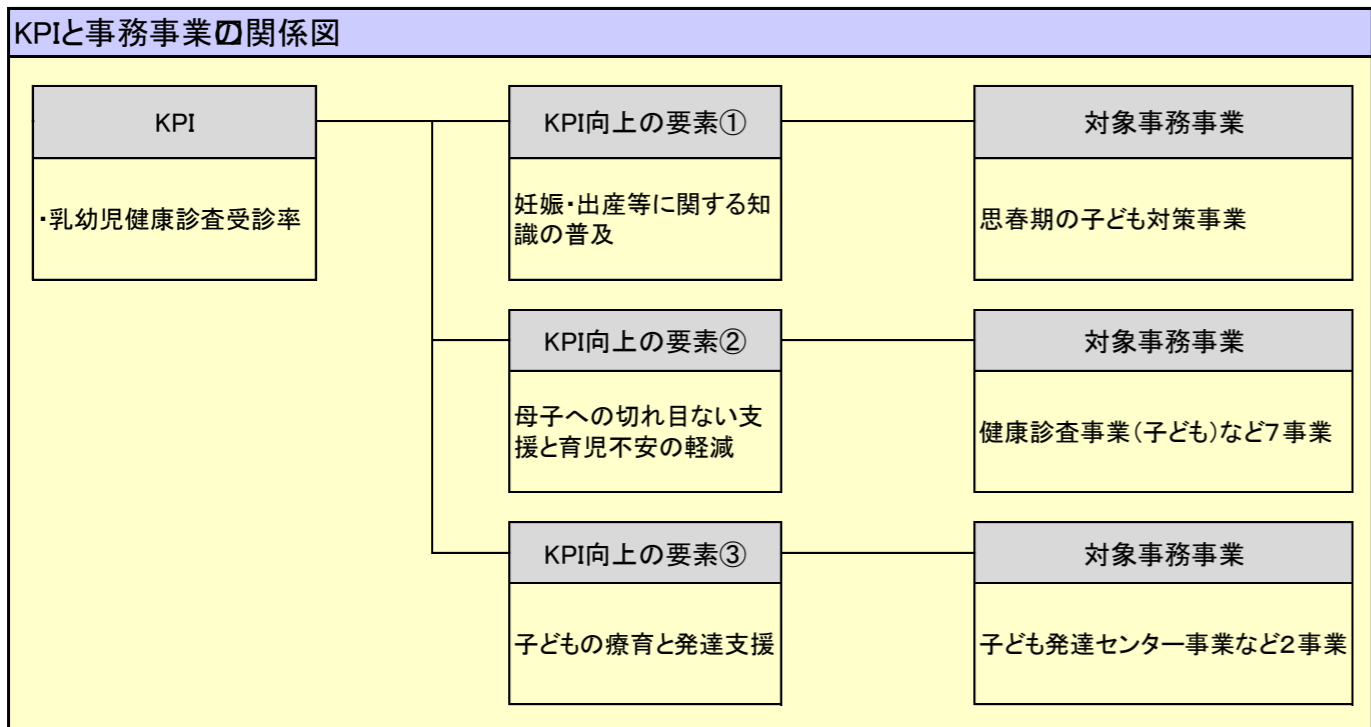 KPIと事務事業の関係図
KPI
・乳幼児健康診査受診率
KPI向上の要素①
妊娠・出産等に関する知
識の普及
対象事務事業
思春期の子ども対策事業
KPI向上の要素②
母子への切れ目ない支
援と育児不安の軽減
対象事務事業
健康診査事業(子ども)など7事業
KPI向上の要素③
子どもの療育と発達支援
対象事務事業
子ども発達センター事業など2事業